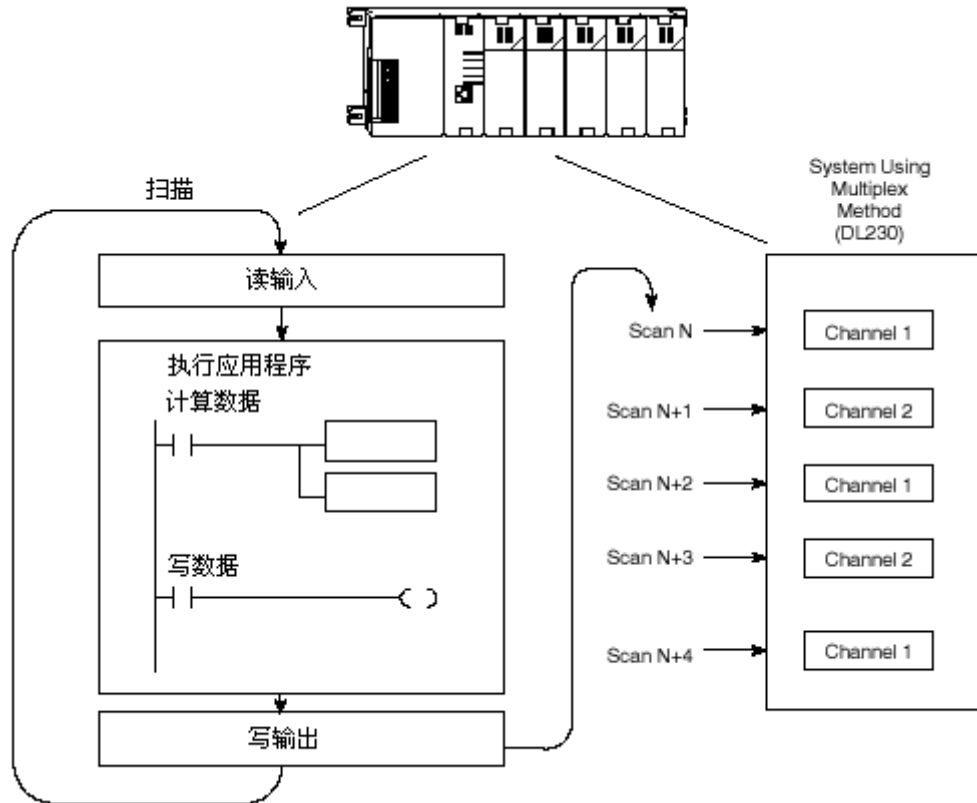 扫描
读输入
执行应用程序
计算数据
写数据
写输出
System Using
Multiplex
Method
(DL230)
Scan N
Channel 1
Scan N+1
Channel 2
Scan N+2
Channel 1
Scan N+3
Channel 2
Scan N+4
Channel 1